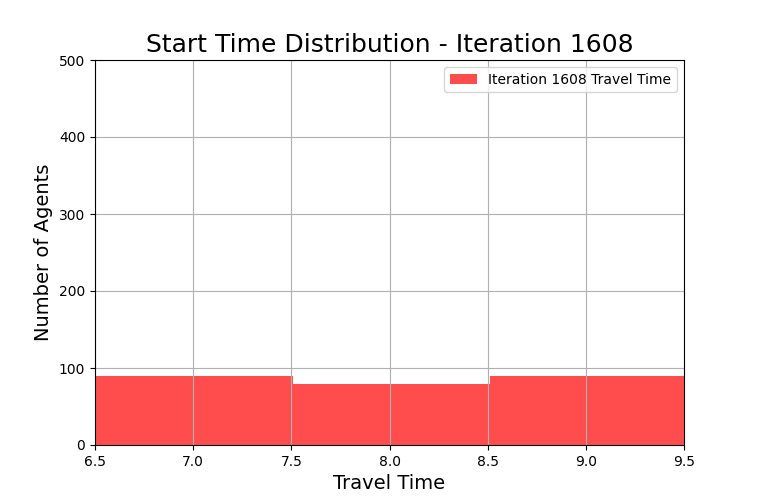 Start Time Distribution - Iteration 1608
500
Iteration 1608 Travel Time
400
300
200
100
0
Number of Agents
6.5 7.0 7.5 8.0 8.5 9.0 9.5
Travel Time